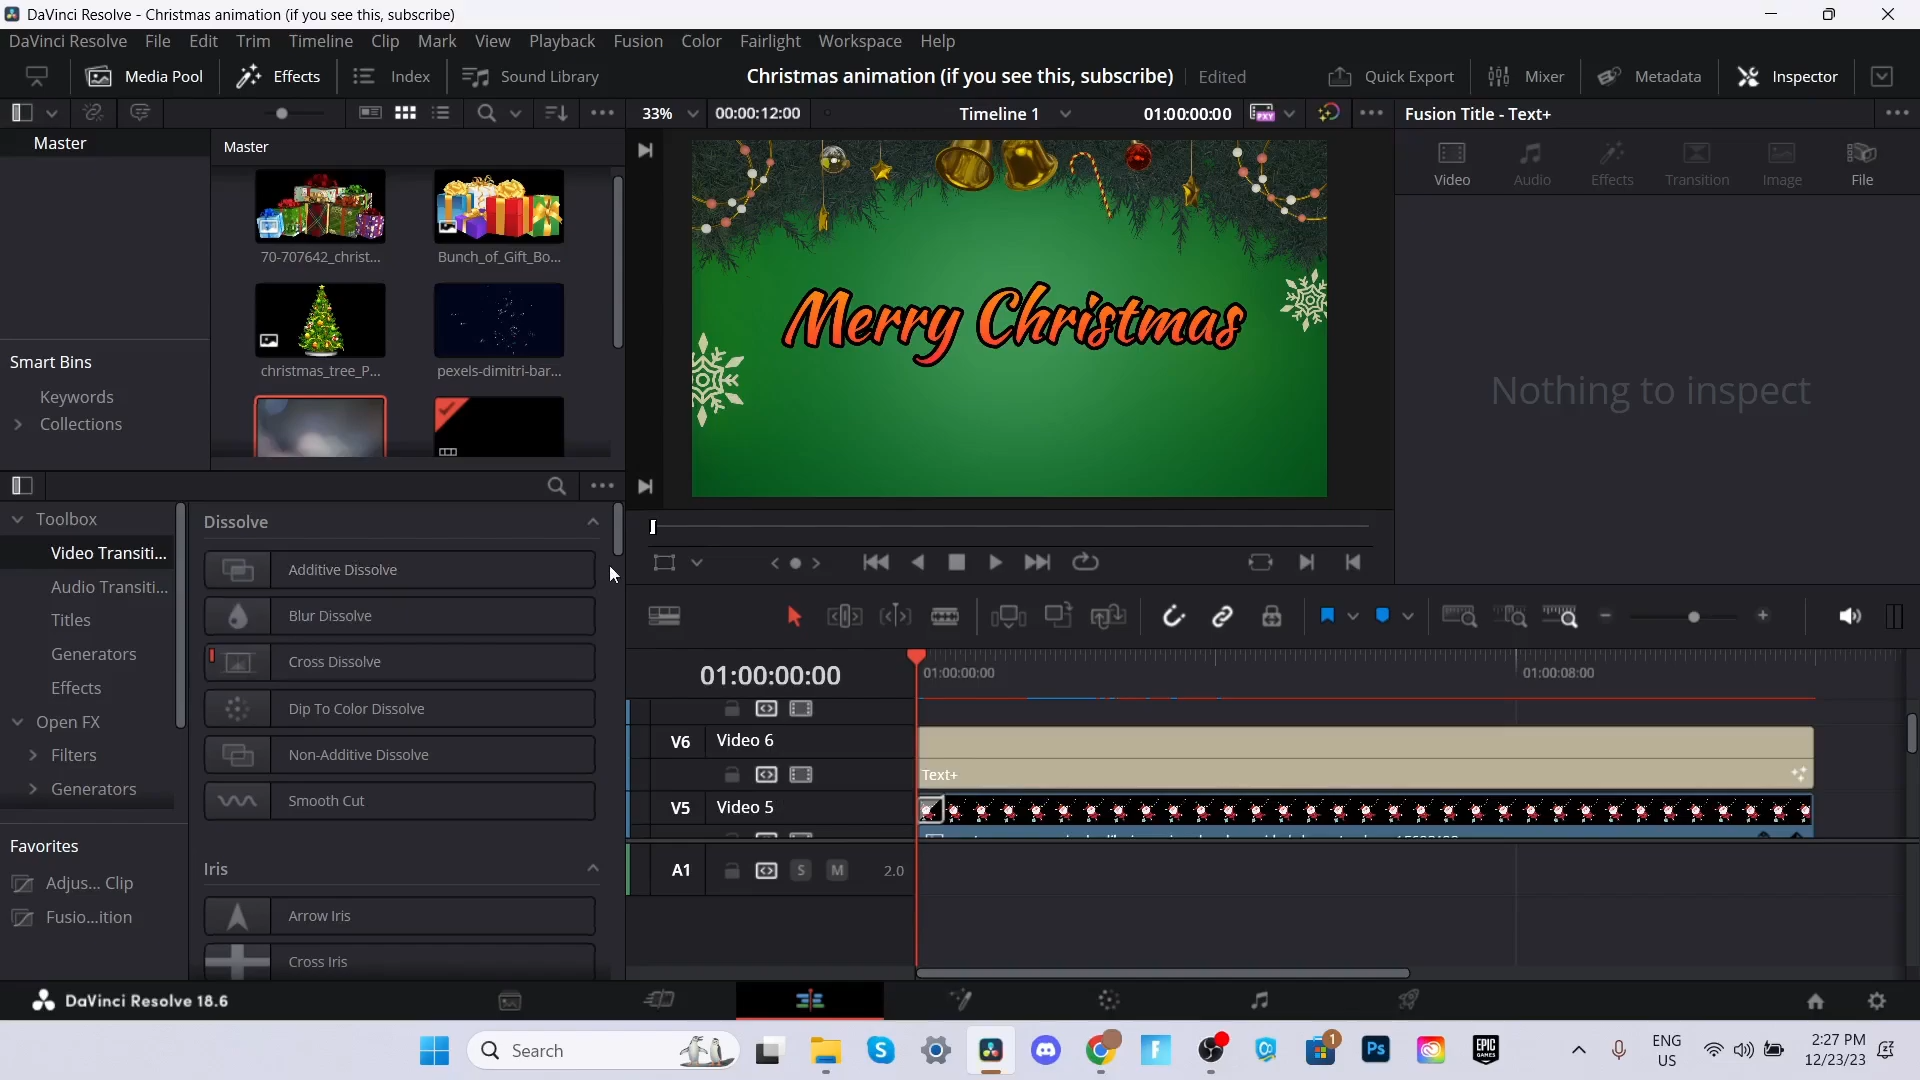 DaVinci Resolve - Christmas animation (if you see this, subscribe)
DaVinci Resolve File Edit Trim Timeline Clip Mark View Playback Fusion Color Fairlight Workspace Help
Media Pool Effects Index Sound Library Christmas animation (if you see this, subscribe) Edited Quick Export Mixer Metadata Inspector
33% 00:00:12:00 Timeline 1 01:00:00:00 PXY Fusion Title - Text+
Master
Master
Video Audio Effects Transition Image File
70-707642_christ... Bunch_of_Gift_Bo...
Merry Christmas
christmas_tree_P... pexels-dimitri-bar...
Smart Bins
Keywords
Collections
Nothing to inspect
Toolbox
Video Transiti...
Audio Transiti...
Titles
Generators
Effects
Open FX
Filters
Generators
Dissolve
Additive Dissolve
Blur Dissolve
Cross Dissolve
Dip To Color Dissolve
Non-Additive Dissolve
Smooth Cut
Iris
Arrow Iris
Cross Iris
Favorites
Adjus... Clip
Fusio...ition
01:00:00:00 01:00:00:00 01:00:08:00
V6 Video 6
Text+
V5 Video 5
A1 S M 2.0
DaVinci Resolve 18.6
Search
1
Ps
EPIC
GAMES
ENG
US
2:27 PM
12/23/23